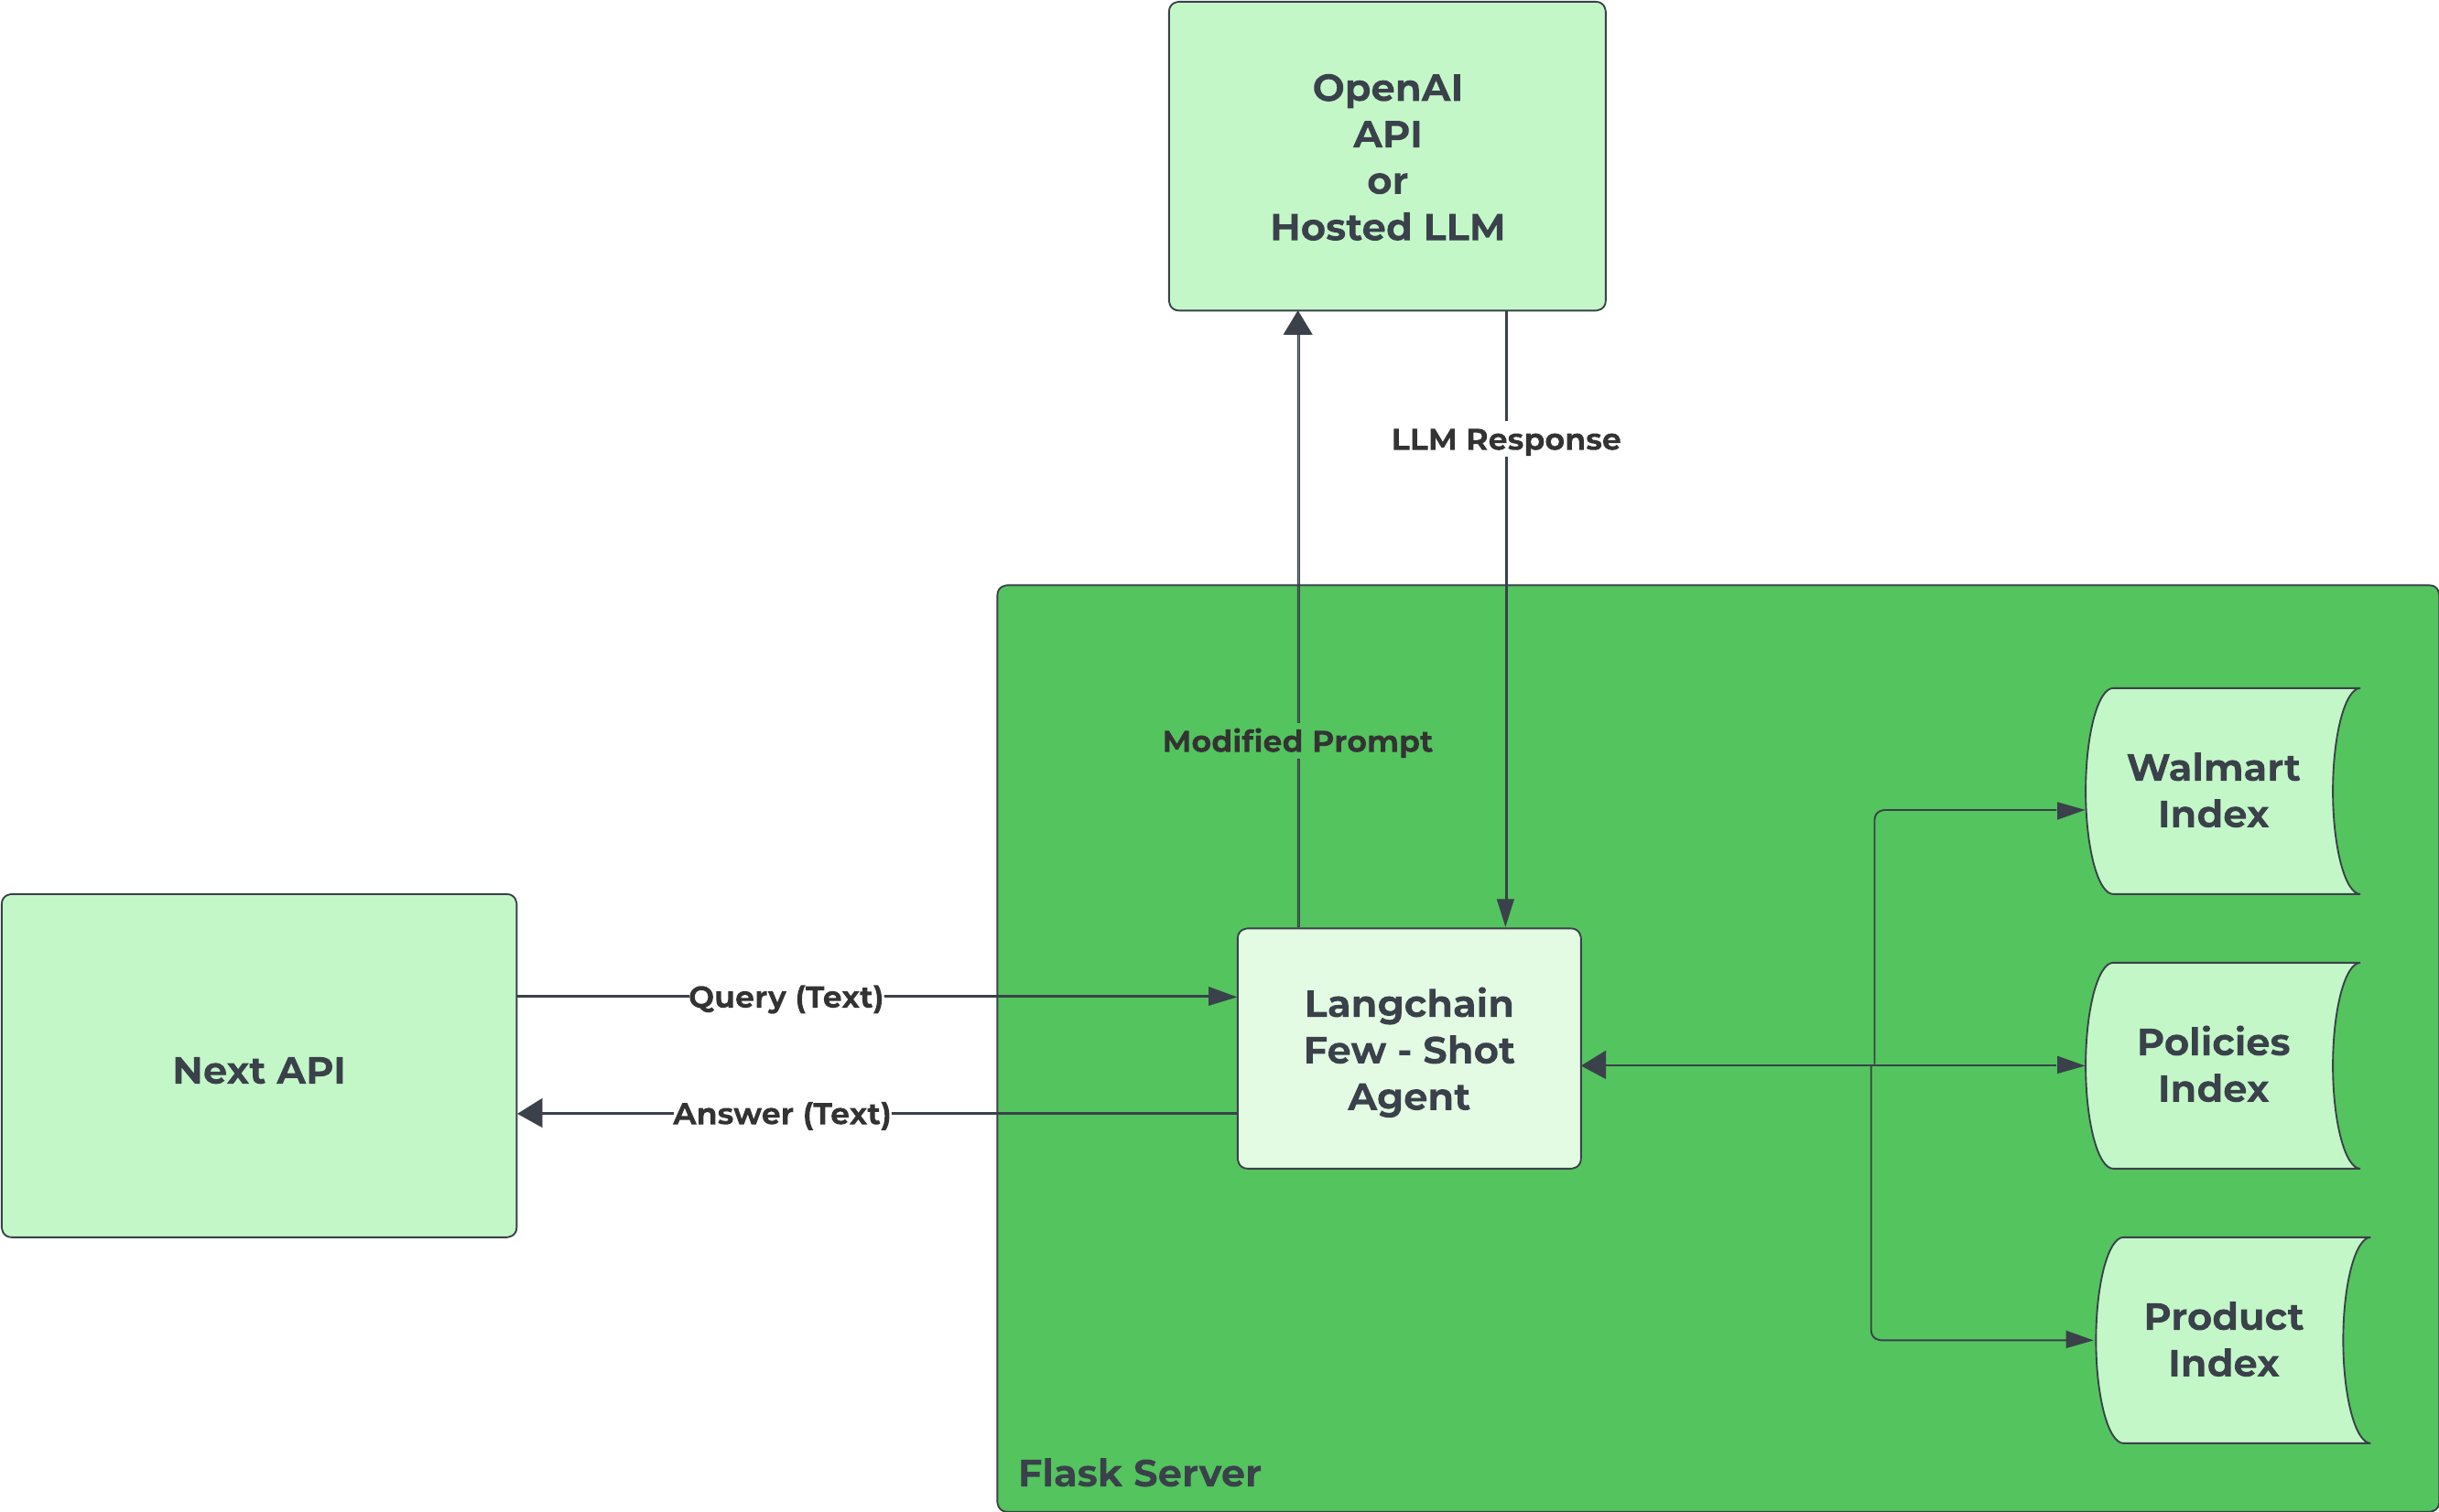 OpenAI
API
or
Hosted LLM
LLM Response
Modified Prompt
Walmart
Index
Next API
Query (Text)
Answer (Text)
Langchain
Few - Shot
Agent
Policies
Index
Product
Index
Flask Server